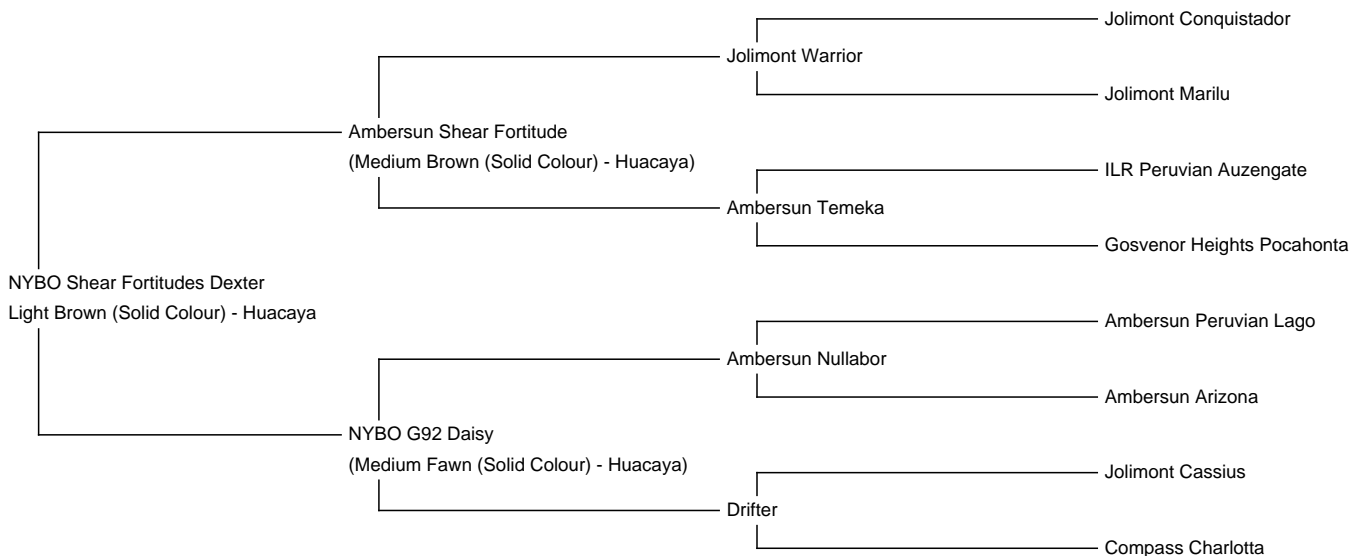 Jolimont Conquistador
Jolimont Warrior
Jolimont Marilu
Ambersun Shear Fortitude
(Medium Brown (Solid Colour) - Huacaya)
ILR Peruvian Auzengate
Ambersun Temeka
Gosvenor Heights Pocahonta
NYBO Shear Fortitudes Dexter
Light Brown (Solid Colour) - Huacaya
Ambersun Peruvian Lago
Ambersun Nullabor
Ambersun Arizona
NYBO G92 Daisy
(Medium Fawn (Solid Colour) - Huacaya)
Jolimont Cassius
Drifter
Compass Charlotta